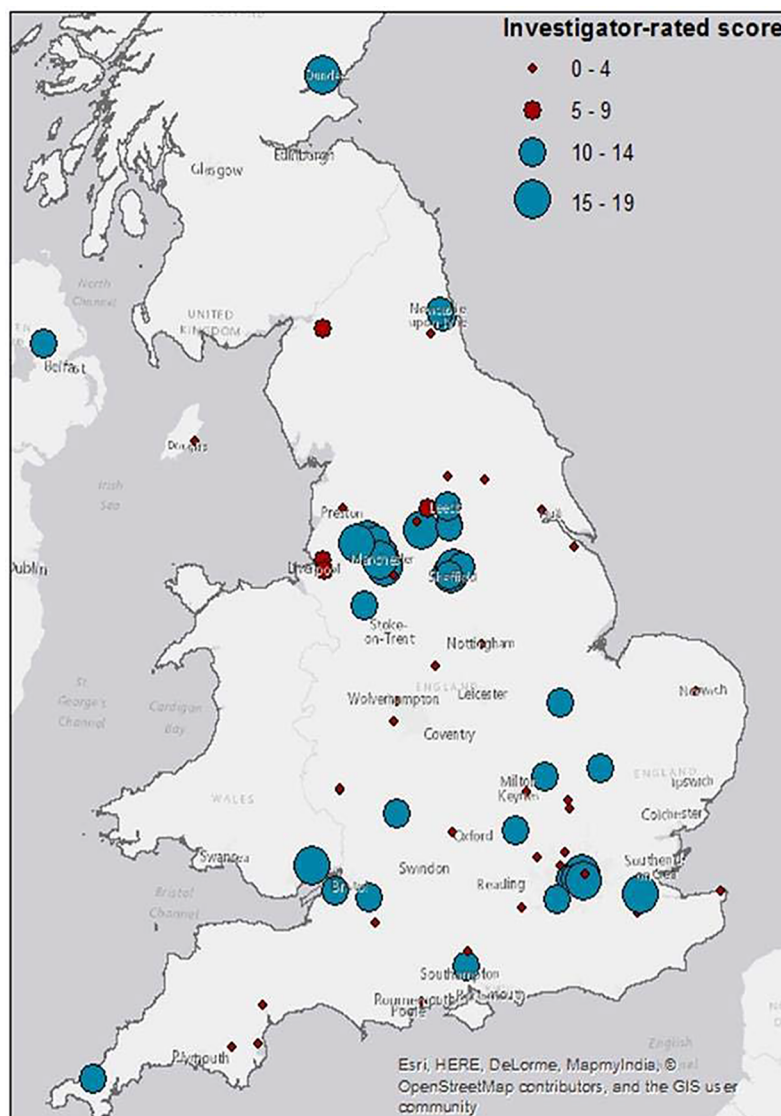 Investigator-rated score
0 - 4
5 - 9
10 - 14
15 - 19
Dundee
Edinburgh
Glasgow
North
Channel
UNITED
KINGDOM
Newcastle
upon Tyne
Belfast
Douglas
Irish
Sea
Preston
Leeds
Hull
Dublin
Liverpool
Manchester
Sheffield
Stoke-
on-Trent
Nottingham
St.
George's
Channel
Cardigan
Bay
ENGLAND
Wolverhampton
Leicester
Norwich
Coventry
WALES
Milton
Keynes
ENGLAND
Ipswich
Colchester
Oxford
Swansea
Swindon
Southend
on Sea
Bristol
Reading
Bristol
Channel
Southampton
Bournemouth
Portsmouth
Poole
Plymouth
English
Channel
Esri, HERE, DeLorme, MapmyIndia, ©
OpenStreetMap contributors, and the GIS user
community